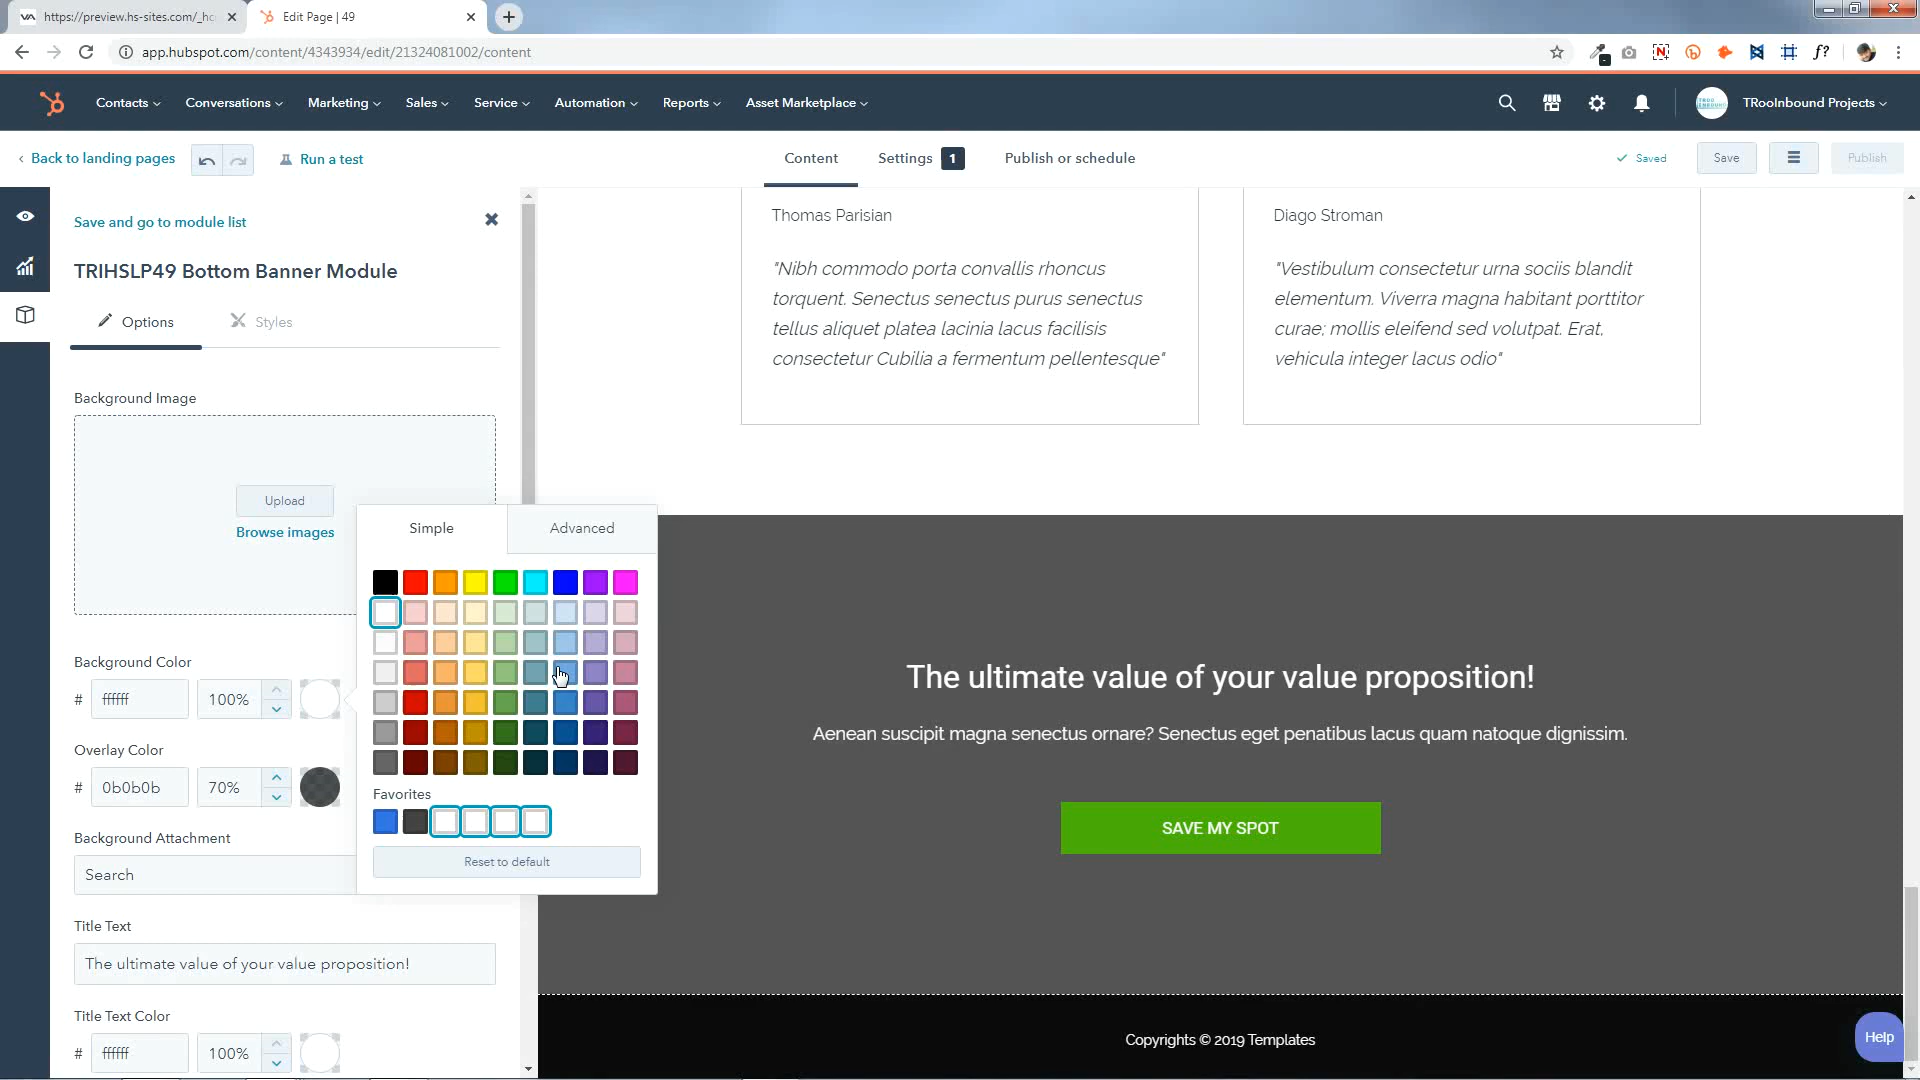 https://preview.hs-sites.com/_hc
Edit Page | 49
app.hubspot.com/content/4343934/edit/21324081002/content
Contacts
Conversations
Marketing
Sales
Service
Automation
Reports
Asset Marketplace
TRooInbound Projects
Back to landing pages
Run a test
Content
Settings 1
Publish or schedule
Saved
Save
Publish
Save and go to module list
TRIHSLP49 Bottom Banner Module
Options
Styles
Background Image
Upload
Browse images
Background Color
# ffffff 100%
Overlay Color
# 0b0b0b 70%
Background Attachment
Search
Title Text
The ultimate value of your value proposition!
Title Text Color
# ffffff 100%
Simple
Advanced
Favorites
Reset to default
Thomas Parisian
"Nibh commodo porta convallis rhoncus
torquent. Senectus senectus purus senectus
tellus aliquet platea lacinia lacus facilisis
consectetur Cubilia a fermentum pellentesque"
Diago Stroman
"Vestibulum consectetur urna sociis blandit
elementum. Viverra magna habitant porttitor
curae; mollis eleifend sed volutpat. Erat,
vehicula integer lacus odio"
The ultimate value of your value proposition!
Aenean suscipit magna senectus ornare? Senectus eget penatibus lacus quam natoque dignissim.
SAVE MY SPOT
Copyrights © 2019 Templates
Help